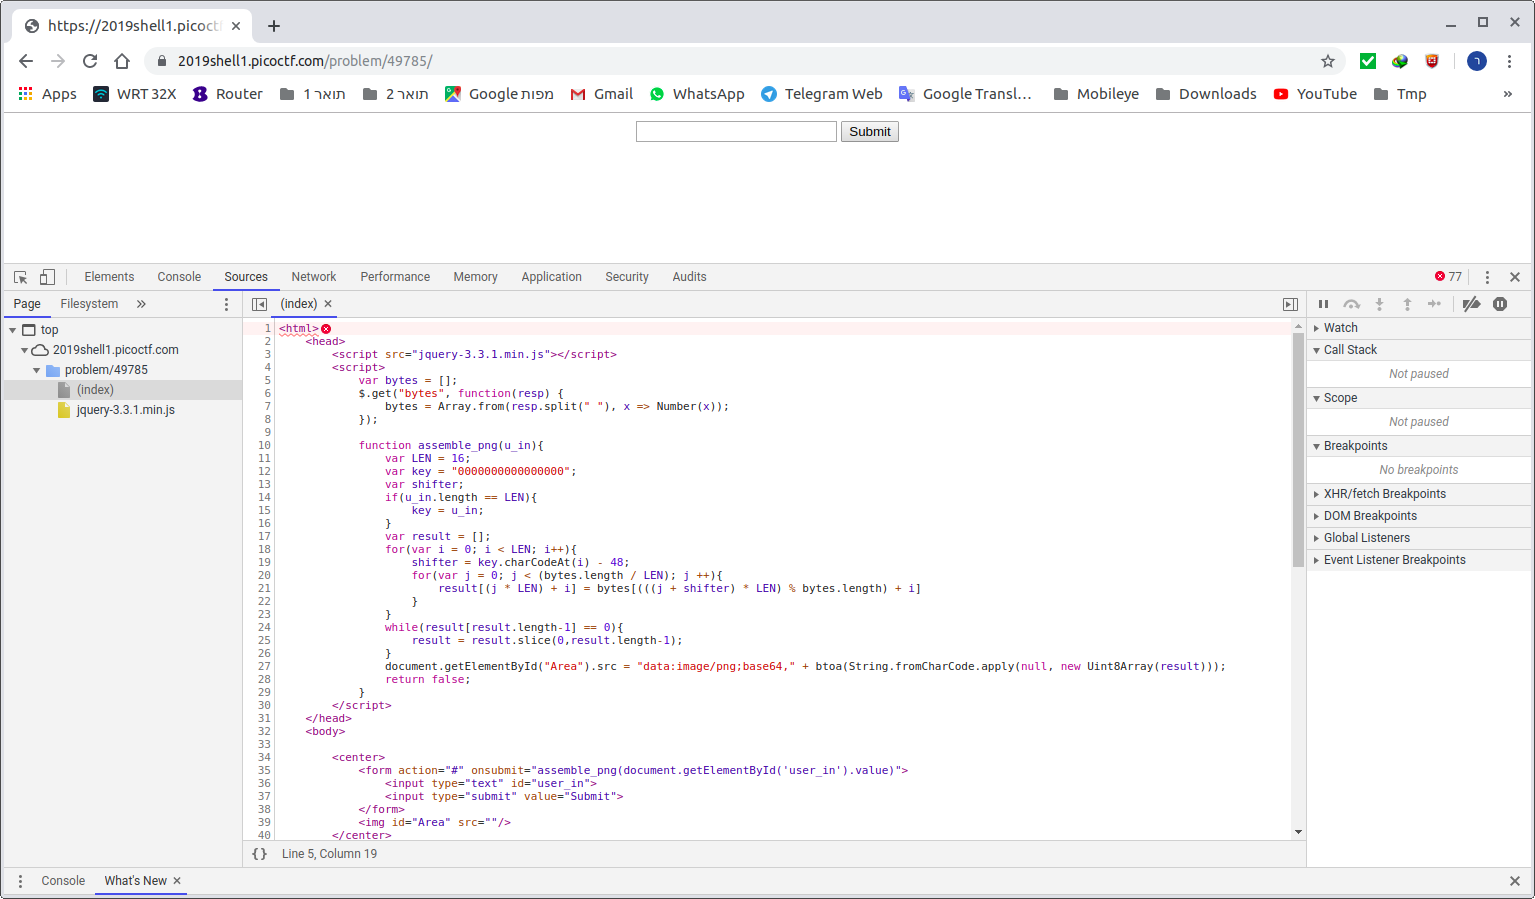 https://2019shell1.picoctf
2019shell1.picoctf.com/problem/49785/
Apps WRT 32X Router תואר 1 תואר 2 Google מפות Gmail WhatsApp Telegram Web Google Transl... Mobileye Downloads YouTube Tmp »
Submit
Elements Console Sources Network Performance Memory Application Security Audits 77
Page Filesystem » (index)
top
2019shell1.picoctf.com
problem/49785
(index)
jquery-3.3.1.min.js
1 <html>
2 <head>
3 <script src="jquery-3.3.1.min.js"></script>
4 <script>
5 var bytes = [];
6 $.get("bytes", function(resp) {
7 bytes = Array.from(resp.split(" "), x => Number(x));
8 });
9
10 function assemble_png(u_in){
11 var LEN = 16;
12 var key = "0000000000000000";
13 var shifter;
14 if(u_in.length == LEN){
15 key = u_in;
16 }
17 var result = [];
18 for(var i = 0; i < LEN; i++){
19 shifter = key.charCodeAt(i) - 48;
20 for(var j = 0; j < (bytes.length / LEN); j ++){
21 result[(j * LEN) + i] = bytes[(((j + shifter) * LEN) % bytes.length) + i]
22 }
23 }
24 while(result[result.length-1] == 0){
25 result = result.slice(0,result.length-1);
26 }
27 document.getElementById("Area").src = "data:image/png;base64," + btoa(String.fromCharCode.apply(null, new Uint8Array(result)));
28 return false;
29 }
30 </script>
31 </head>
32 <body>
33
34 <center>
35 <form action="#" onsubmit="assemble_png(document.getElementById('user_in').value)">
36 <input type="text" id="user_in">
37 <input type="submit" value="Submit">
38 </form>
39 <img id="Area" src=""/>
40 </center>
{} Line 5, Column 19
Watch
Call Stack
Not paused
Scope
Not paused
Breakpoints
No breakpoints
XHR/fetch Breakpoints
DOM Breakpoints
Global Listeners
Event Listener Breakpoints
Console What's New